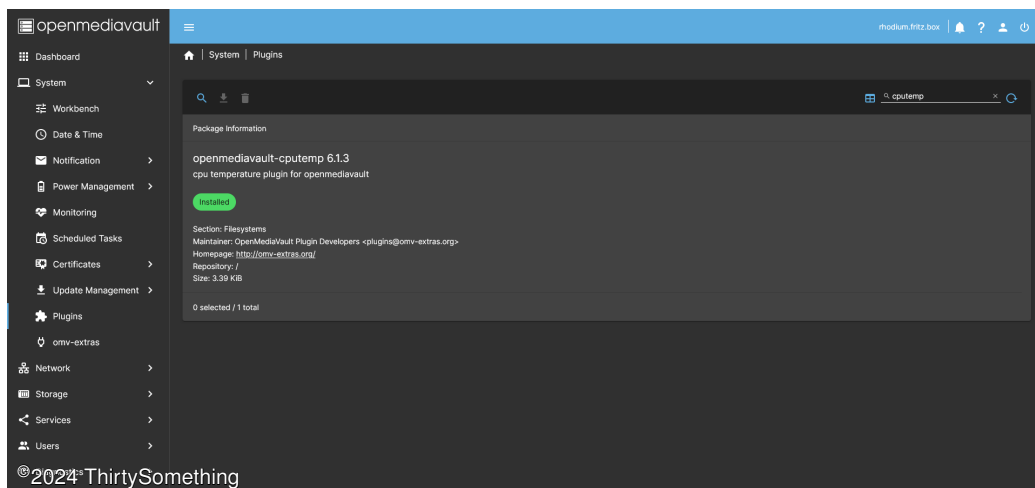 openmediavault
rhodium.fritz.box
Dashboard
System
Workbench
Date & Time
Notification
Power Management
Monitoring
Scheduled Tasks
Certificates
Update Management
Plugins
omv-extras
Network
Storage
Services
Users
System | Plugins
cputemp
Package Information
openmediavault-cputemp 6.1.3
cpu temperature plugin for openmediavault
Installed
Section: Filesystems
Maintainer: OpenMediaVault Plugin Developers <plugins@omv-extras.org>
Homepage: http://omv-extras.org/
Repository: /
Size: 3.39 KiB
0 selected / 1 total
©2024 ThirtySomething